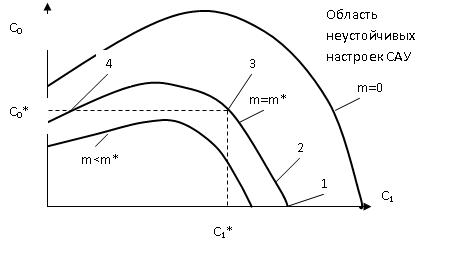 C₀
Область
неустойчивых
настроек САУ
4
3
m=0
m=m*
C₀*
m<m*
2
1
C₁
C₁*